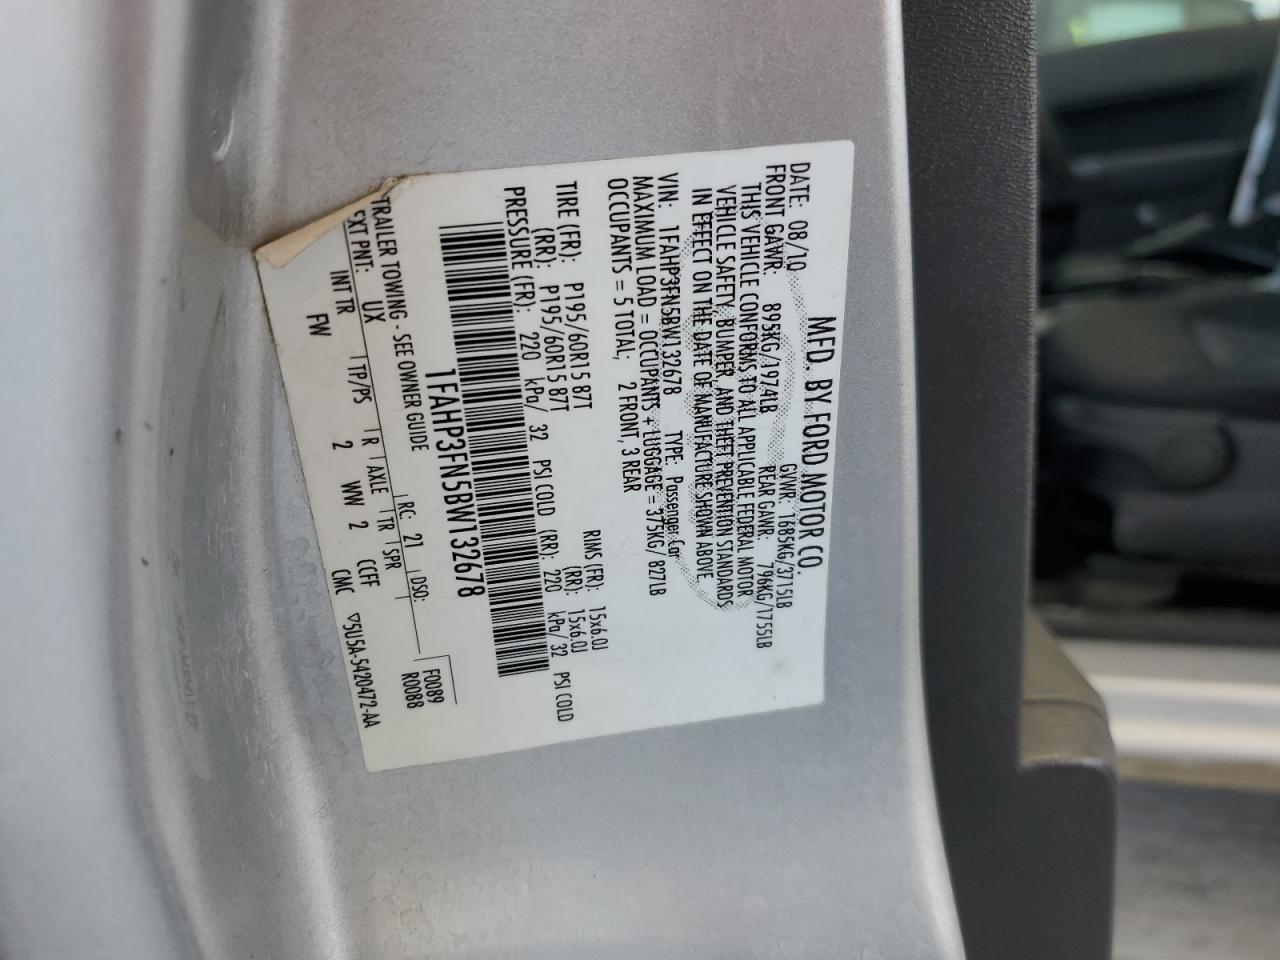 MFD. BY FORD MOTOR CO.
DATE: 08/10 GVWR: 1685KG/3715LB
FRONT GAWR: 895KG/1974LB REAR GAWR: 796KG/1755LB
THIS VEHICLE CONFORMS TO ALL APPLICABLE FEDERAL MOTOR
VEHICLE SAFETY, BUMPER, AND THEFT PREVENTION STANDARDS
IN EFFECT ON THE DATE OF MANUFACTURE SHOWN ABOVE.
VIN: 1FAHP3FN5BW132678 TYPE: Passenger Car
MAXIMUM LOAD = OCCUPANTS + LUGGAGE = 375KG/ 827LB
OCCUPANTS = 5 TOTAL; 2 FRONT, 3 REAR
RIMS (FR): 15x6.0J
TIRE (FR): P195/60R15 87T (RR): 15x6.0J
(RR): P195/60R15 87T
PRESSURE (FR): 220 kPa/ 32 PSI COLD (RR): 220 kPa/ 32 PSI COLD
1FAHP3FN5BW132678
TRAILER TOWING - SEE OWNER GUIDE F0089
RC: 21 DSO: R0088
EXT PNT: UX
INT TR TP/PS R AXLE TR SPR
FW 2 WW 2 CCFF
CMC ▽5U5A-5420472-AA